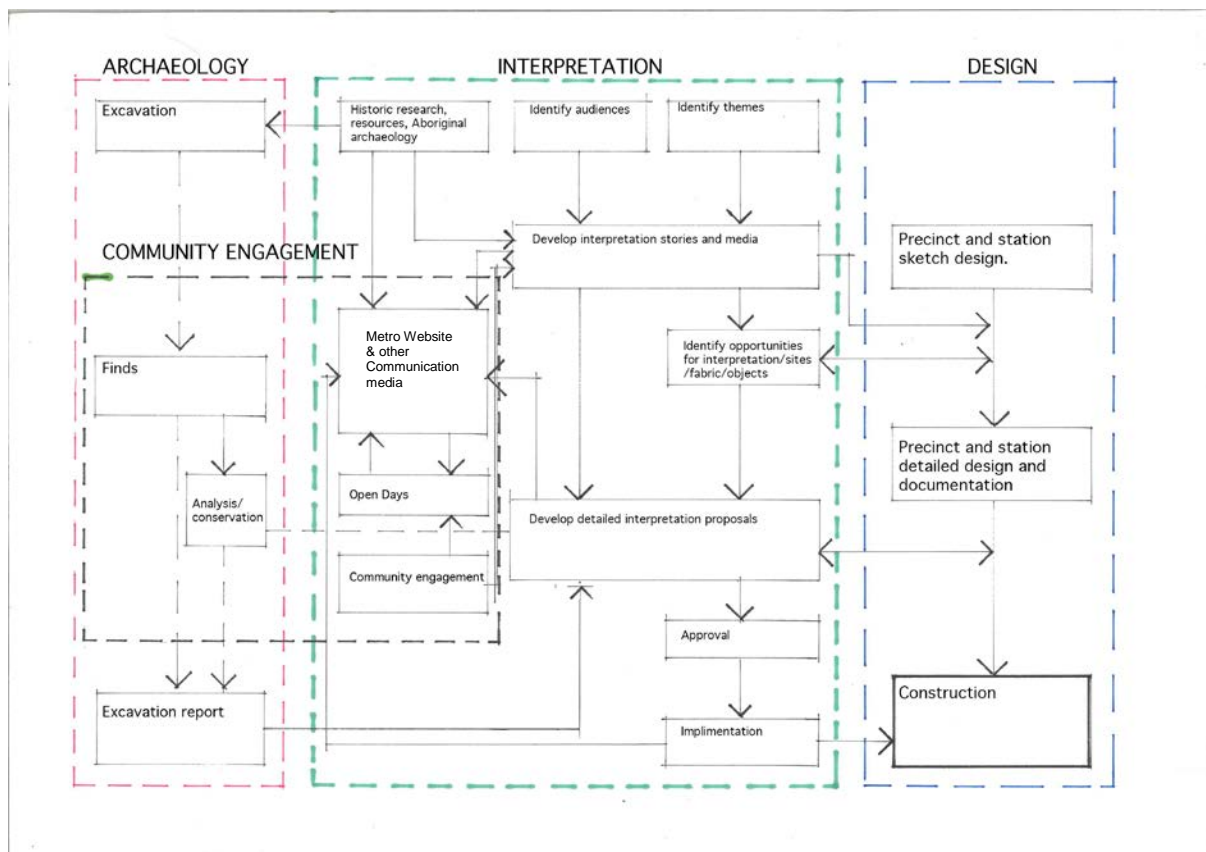 ARCHAEOLOGY
INTERPRETATION
DESIGN
Excavation
Historic research,
resources, Aboriginal
archaeology
Identify audiences
Identify themes
Develop interpretation stories and media
Precinct and station
sketch design.
COMMUNITY ENGAGEMENT
Metro Website
& other
Communication
media
Identify opportunities
for interpretation/sites
/fabric/objects
Finds
Precinct and station
detailed design and
documentation
Analysis/
conservation
Open Days
Develop detailed interpretation proposals
Community engagement
Approval
Excavation report
Implimentation
Construction